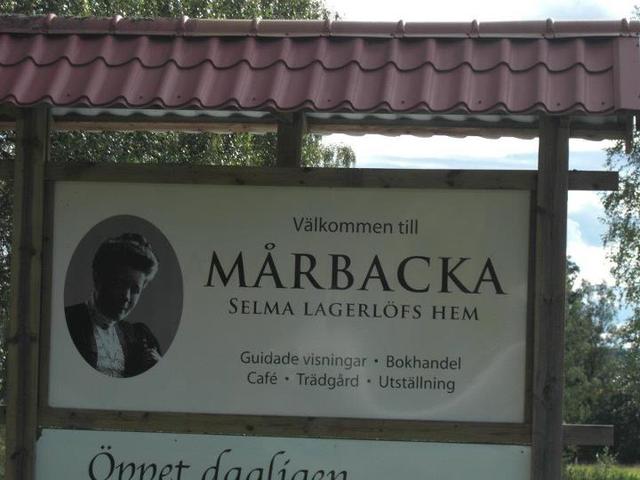 Välkommen till
MÅRBACKA
SELMA LAGERLÖFS HEM
Guidade visningar • Bokhandel
Café • Trädgård • Utställning
Öppet dagligen